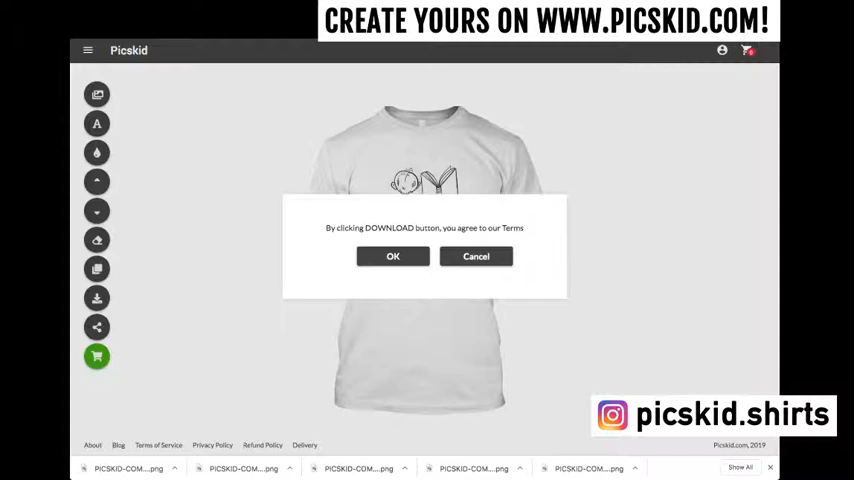 CREATE YOURS ON WWW.PICSKID.COM!
Picskid
0
A
By clicking DOWNLOAD button, you agree to our Terms
OK
Cancel
picskid.shirts
About Blog Terms of Service Privacy Policy Refund Policy Delivery
Picskid.com, 2019
PICSKID-COM....png PICSKID-COM....png PICSKID-COM....png PICSKID-COM....png PICSKID-COM....png Show All